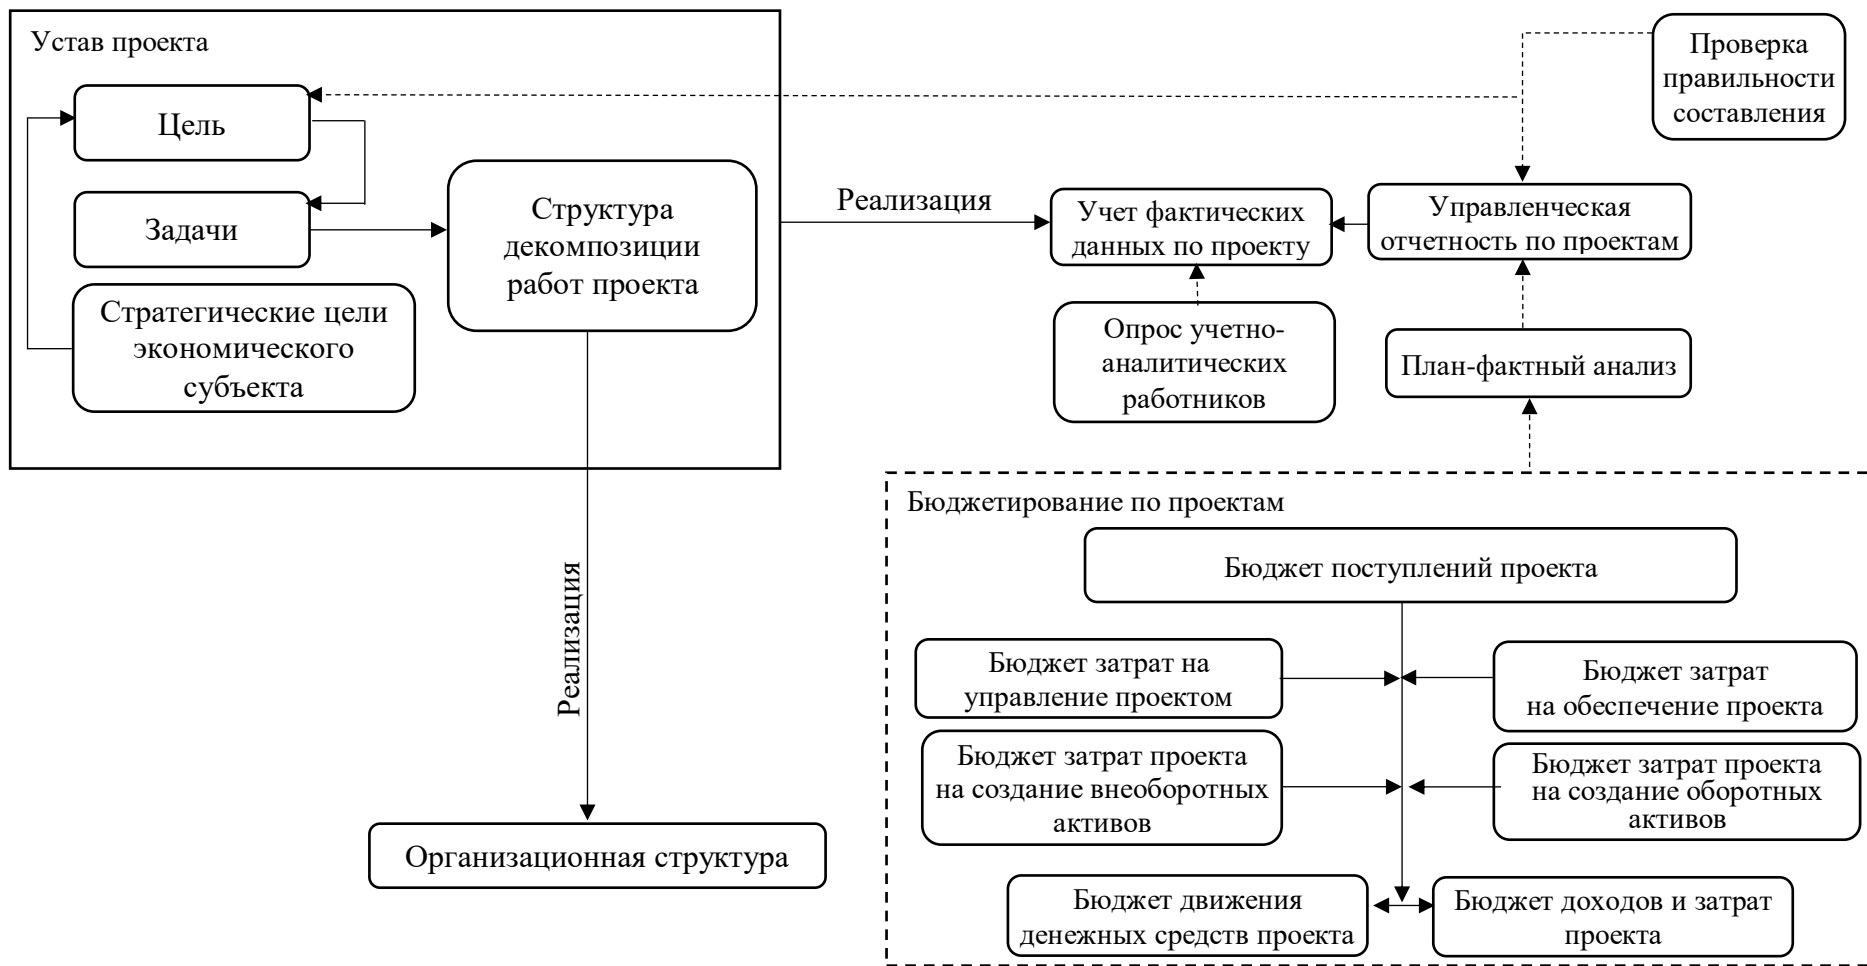 Устав проекта
Цель
Задачи
Стратегические цели
экономического
субъекта
Структура
декомпозиции
работ проекта
Реализация
Учет фактических
данных по проекту
Опрос учетно-
аналитических
работников
Проверка
правильности
составления
Управленческая
отчетность по проектам
План-фактный анализ
Реализация
Организационная структура
Бюджетирование по проектам
Бюджет поступлений проекта
Бюджет затрат на
управление проектом
Бюджет затрат
на обеспечение проекта
Бюджет затрат проекта
на создание внеоборотных
активов
Бюджет затрат проекта
на создание оборотных
активов
Бюджет движения
денежных средств проекта
Бюджет доходов и затрат
проекта